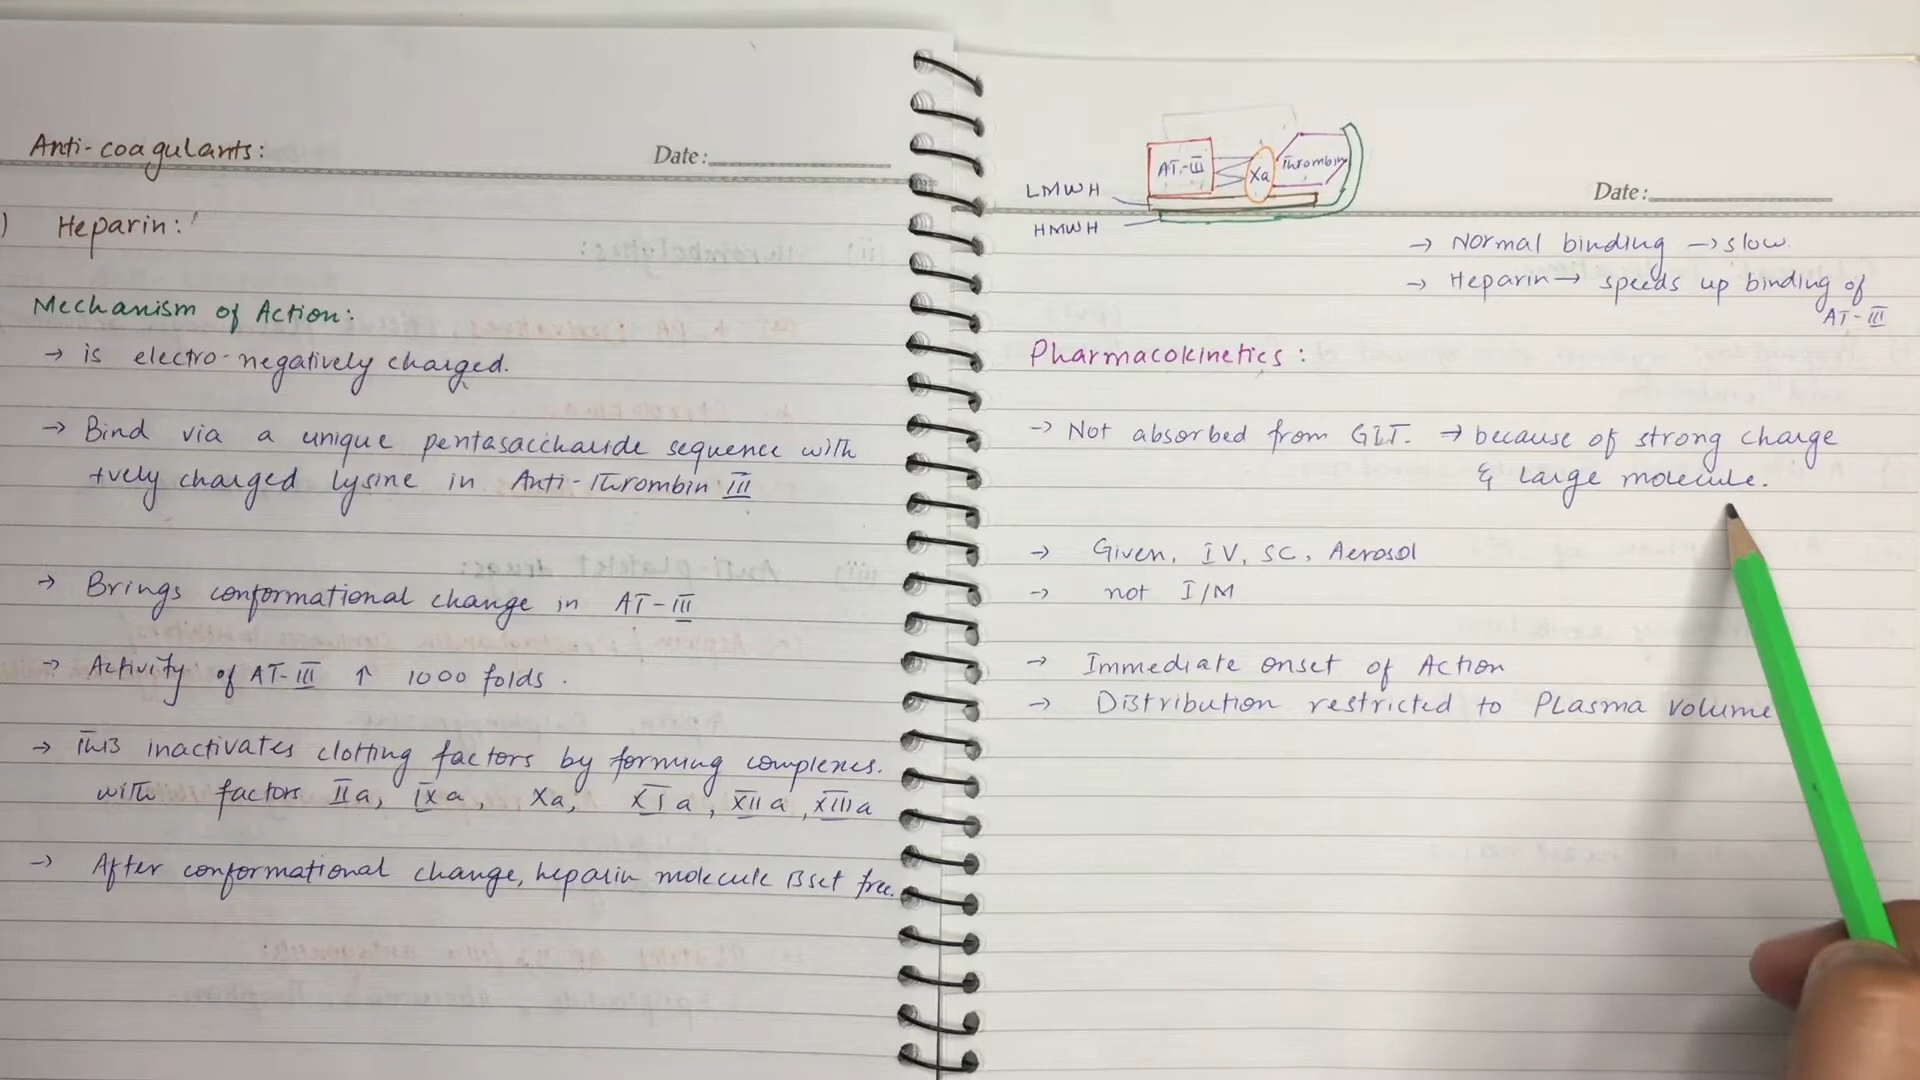 Anti-coagulants:
Date:
) Heparin:
Mechanism of Action:
→ is electro-negatively charged.
→ Bind via a unique pentasaccharide sequence with
+vely charged lysine in Anti-Thrombin III
→ Brings conformational change in AT-III
→ Activity of AT-III ↑ 1000 folds.
→ This inactivates clotting factors by forming complexes.
with factors IIa, IXa, Xa, XIa, XIIa, XIIIa
→ After conformational change, heparin molecule is set free.
AT-III Xa Thrombin
LMWH
HMWH
Date:
→ Normal binding → slow.
→ Heparin → speeds up binding of
AT-III
Pharmacokinetics:
→ Not absorbed from GIT. → because of strong charge
& large molecule.
→ Given, IV, SC, Aerosol
→ not I/M
→ Immediate onset of Action
→ Distribution restricted to Plasma volume